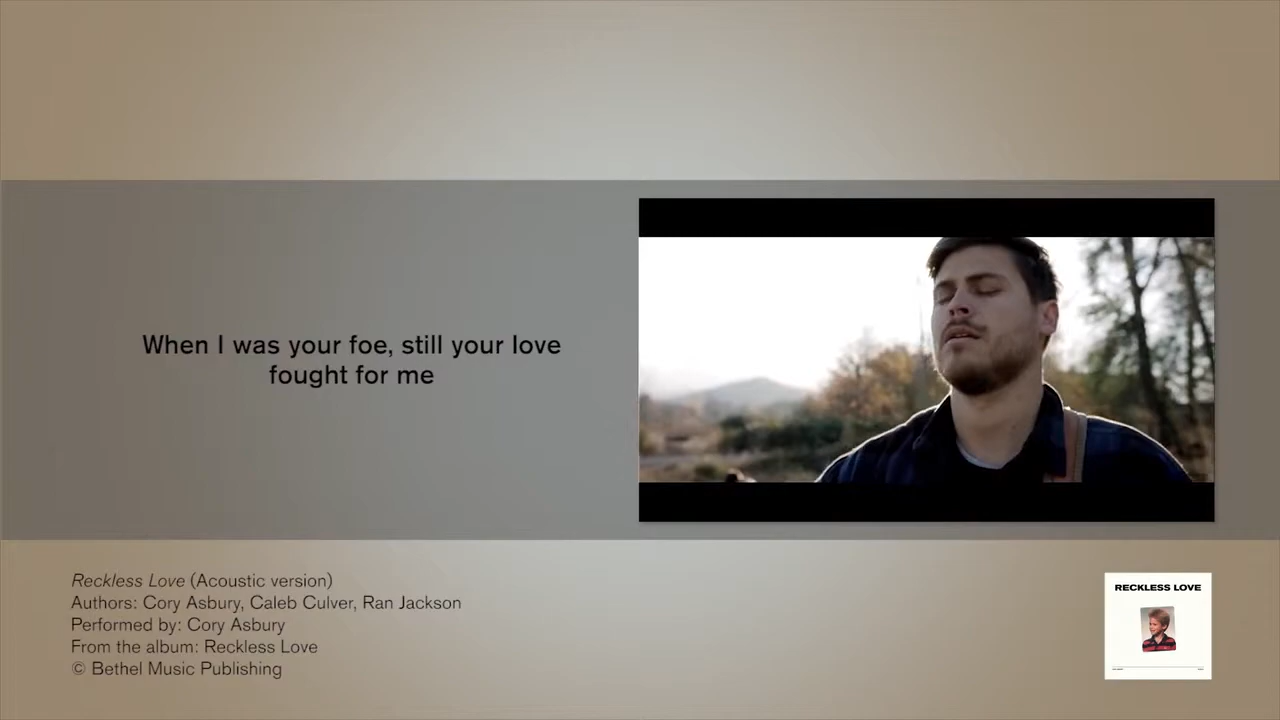 When I was your foe, still your love
fought for me
Reckless Love (Acoustic version)
Authors: Cory Asbury, Caleb Culver, Ran Jackson
Performed by: Cory Asbury
From the album: Reckless Love
© Bethel Music Publishing
RECKLESS LOVE